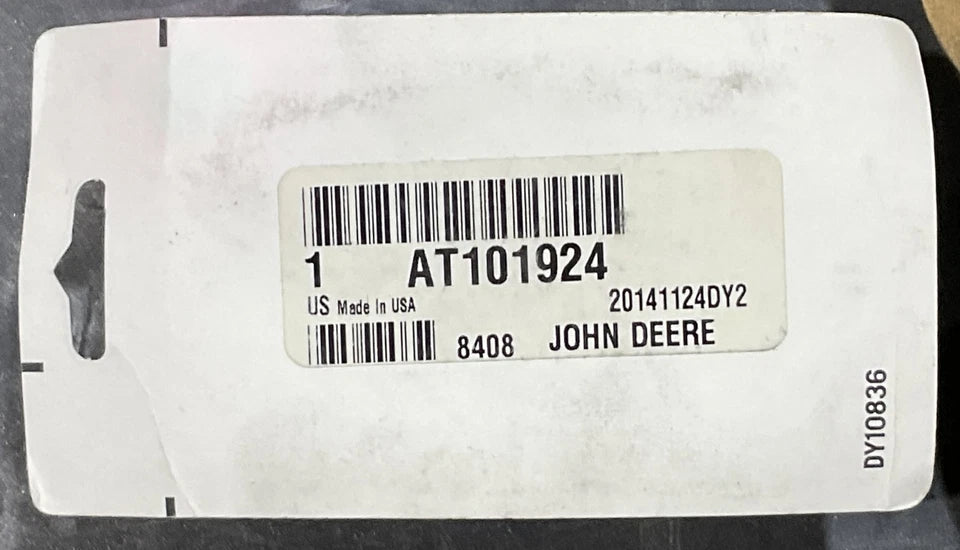 1 AT101924
US Made In USA 20141124DY2
8408 JOHN DEERE
DY10836